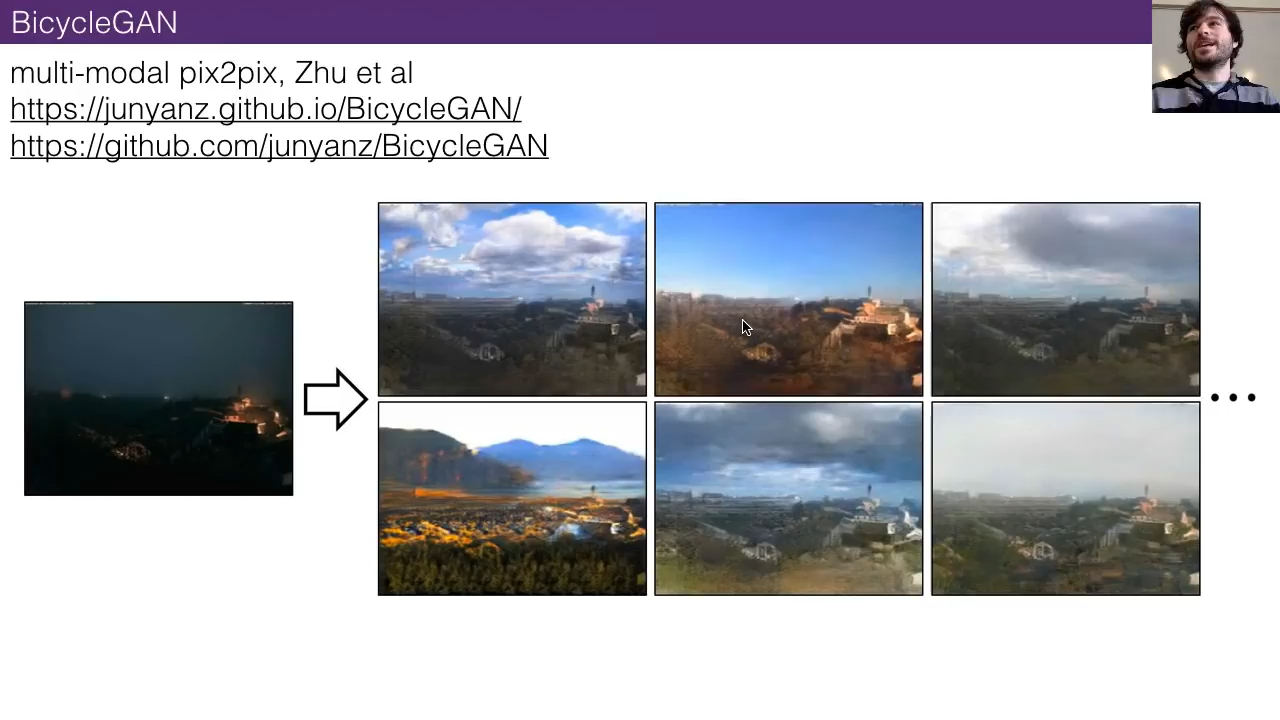 BicycleGAN
multi-modal pix2pix, Zhu et al
https://junyanz.github.io/BicycleGAN/
https://github.com/junyanz/BicycleGAN
...